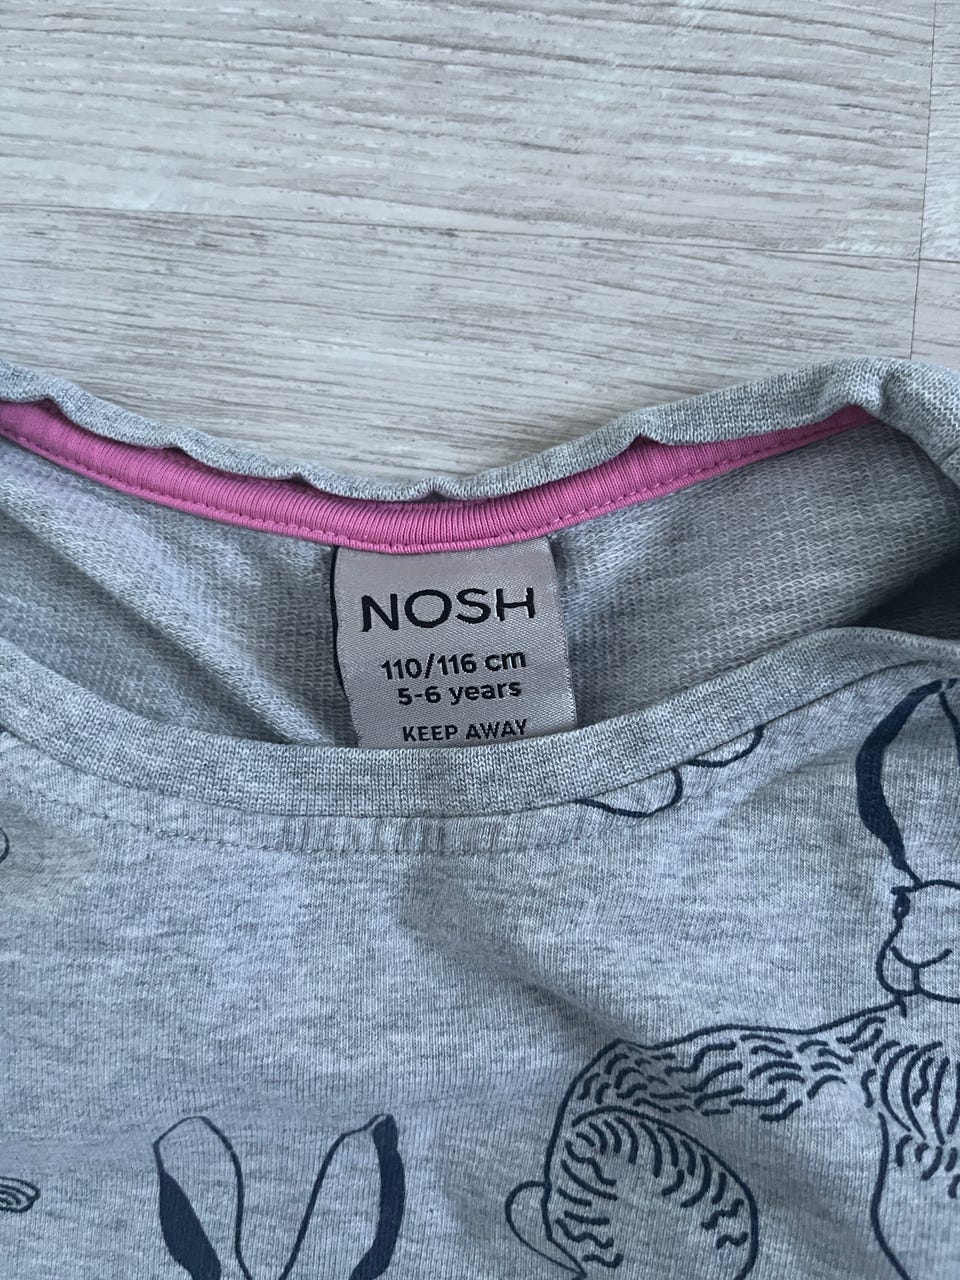 NOSH
110/116 cm
5-6 years
KEEP AWAY